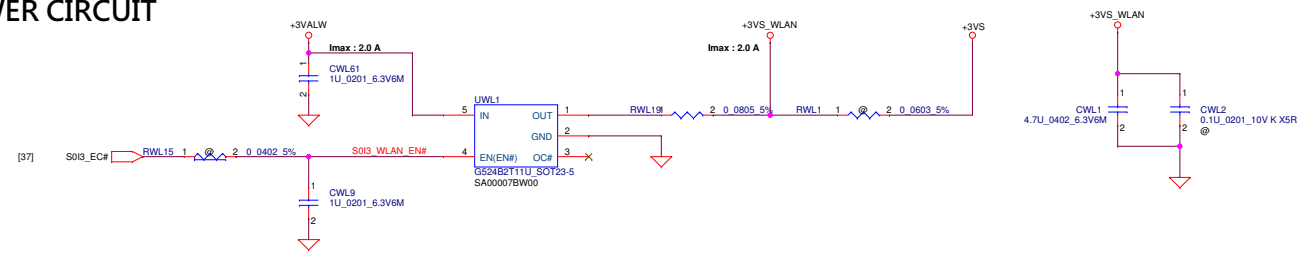 WER CIRCUIT
+3VALW
Imax : 2.0 A
1
CWL61
1U_0201_6.3V6M
2
[37]
S0I3_EC#
RWL15 1 @ 2 0_0402_5%
S0I3_WLAN_EN#
1
CWL9
1U_0201_6.3V6M
2
UWL1
5 IN
OUT 1
GND 2
4 EN(EN#)
OC# 3
G524B2T11U_SOT23-5
SA00007BW00
+3VS_WLAN
Imax : 2.0 A
RWL19 1 2 0_0805_5%
RWL1 1 @ 2 0_0603_5%
+3VS
+3VS_WLAN
1
CWL1
4.7U_0402_6.3V6M
2
1
CWL2
0.1U_0201_10V K X5R
@
2